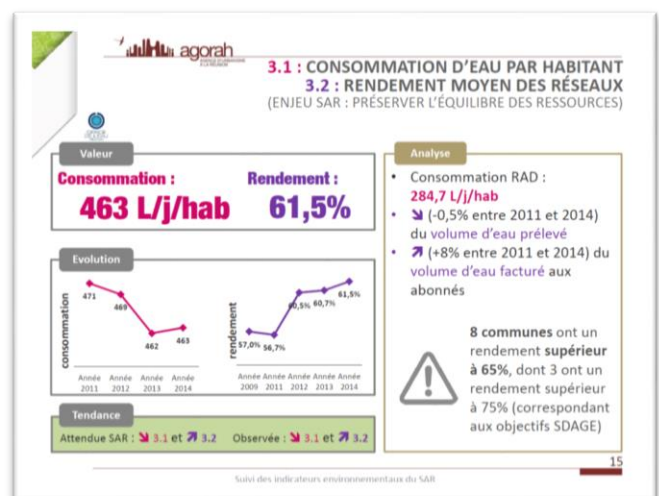 agorah
3.1 : CONSOMMATION D'EAU PAR HABITANT
3.2 : RENDEMENT MOYEN DES RÉSEAUX
(ENJEU SAR : PRÉSERVER L'ÉQUILIBRE DES RESSOURCES)
Valeur
Consommation :
463 L/j/hab
Rendement :
61,5%
Evolution
consommation
471
469
462
463
Année 2011
Année 2012
Année 2013
Année 2014
rendement
57,0%
56,7%
60,5%
60,7%
61,5%
Année 2009
Année 2011
Année 2012
Année 2013
Année 2014
Tendance
Attendue SAR : ↘ 3.1 et ↗ 3.2 Observée : ↘ 3.1 et ↗ 3.2
Analyse
• Consommation RAD :
284,7 L/j/hab
• ↘ (-0,5% entre 2011 et 2014)
du volume d'eau prélevé
• ↗ (+8% entre 2011 et 2014) du
volume d'eau facturé aux
abonnés
8 communes ont un
rendement supérieur
à 65%, dont 3 ont un
rendement supérieur
à 75% (correspondant
aux objectifs SDAGE)
15
Suivi des indicateurs environnementaux du SAR